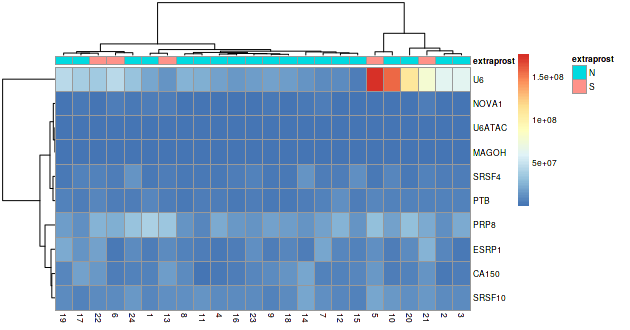 extraprost
U6
NOVA1
U6ATAC
MAGOH
SRSF4
PTB
PRP8
ESRP1
CA150
SRSF10
19 17 22 6 24 1 13 8 11 4 16 23 9 18 14 7 12 15 5 10 20 21 2 3
1.5e+08
1e+08
5e+07
extraprost
N
S